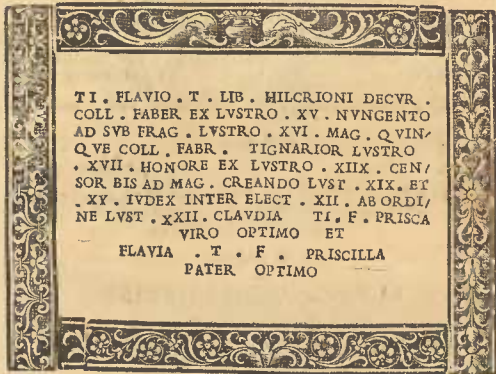 TI . FLAVIO . T . LIB . HILCRIONI DECVR .
COLL . FABER EX LVSTRO . XV . NVNGENTO
AD SVB FRAG . LVSTRO . XVI . MAG . QVIN/
QVE COLL . FABR . TIGNARIOR LVSTRO
. XVII . HONORE EX LVSTRO . XIIX . CEN/
SOR BIS AD MAG . CREANDO LVST . XIX . ET
. XX . IVDEX INTER ELECT . XII . AB ORDI/
NE LVST . XXII . CLAVDIA TI . F . PRISCA
VIRO OPTIMO ET
FLAVIA . T . F . PRISCILLA
PATER OPTIMO